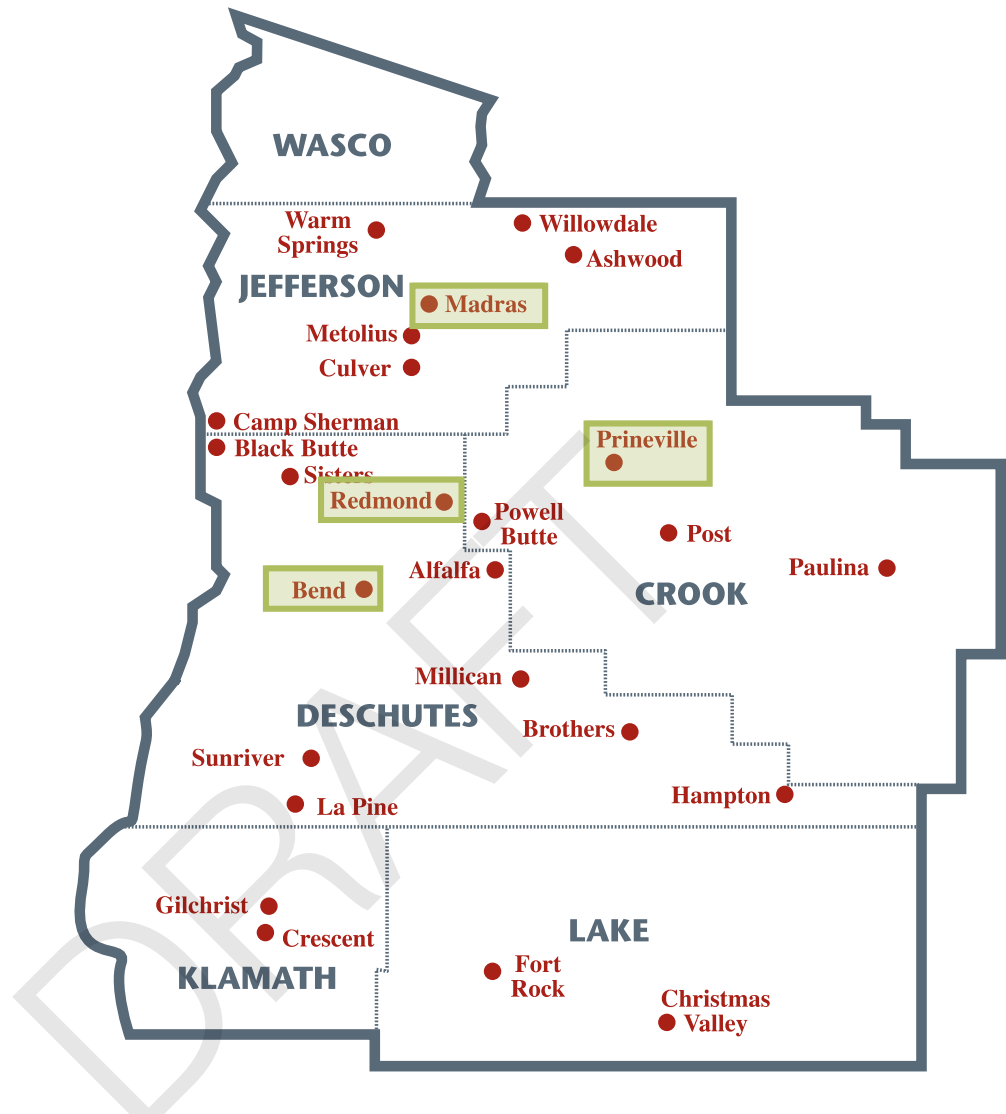 WASCO
Warm
Springs
Willowdale
Ashwood
JEFFERSON
Madras
Metolius
Culver
Camp Sherman
Black Butte
Sisters
Prineville
Redmond
Powell
Butte
Post
Alfalfa
Paulina
Bend
CROOK
Millican
DESCHUTES
Brothers
Sunriver
La Pine
Hampton
Gilchrist
Crescent
LAKE
KLAMATH
Fort
Rock
Christmas
Valley
DRAFT